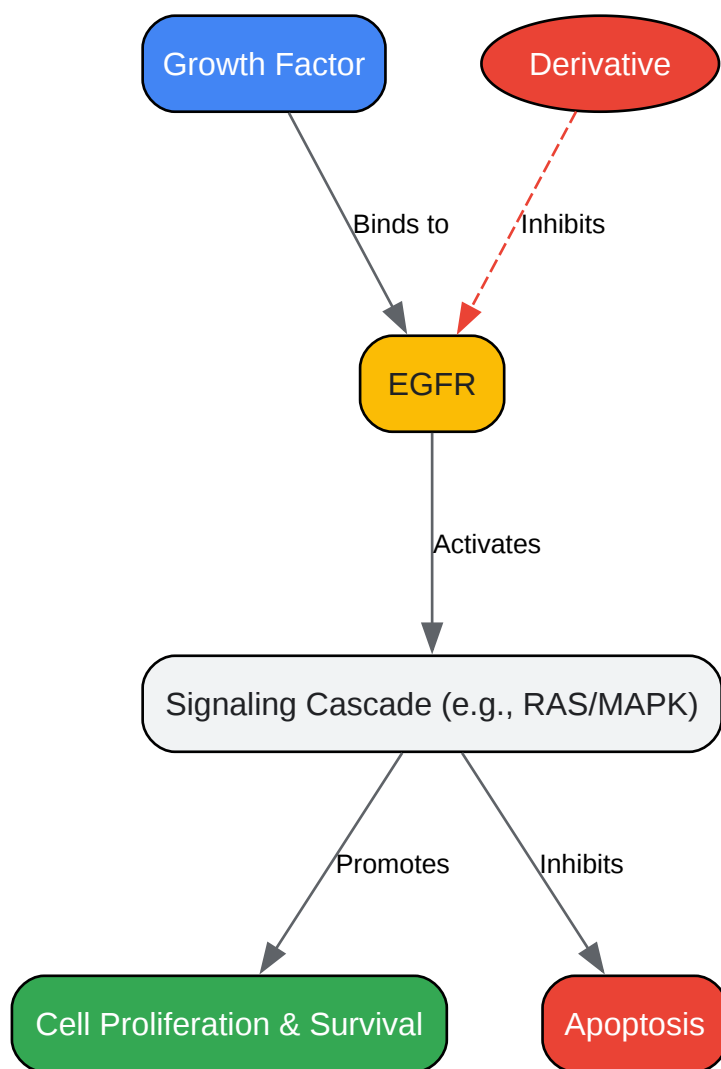 Growth Factor
Derivative
Binds to
Inhibits
EGFR
Activates
Signaling Cascade (e.g., RAS/MAPK)
Promotes
Inhibits
Cell Proliferation & Survival
Apoptosis